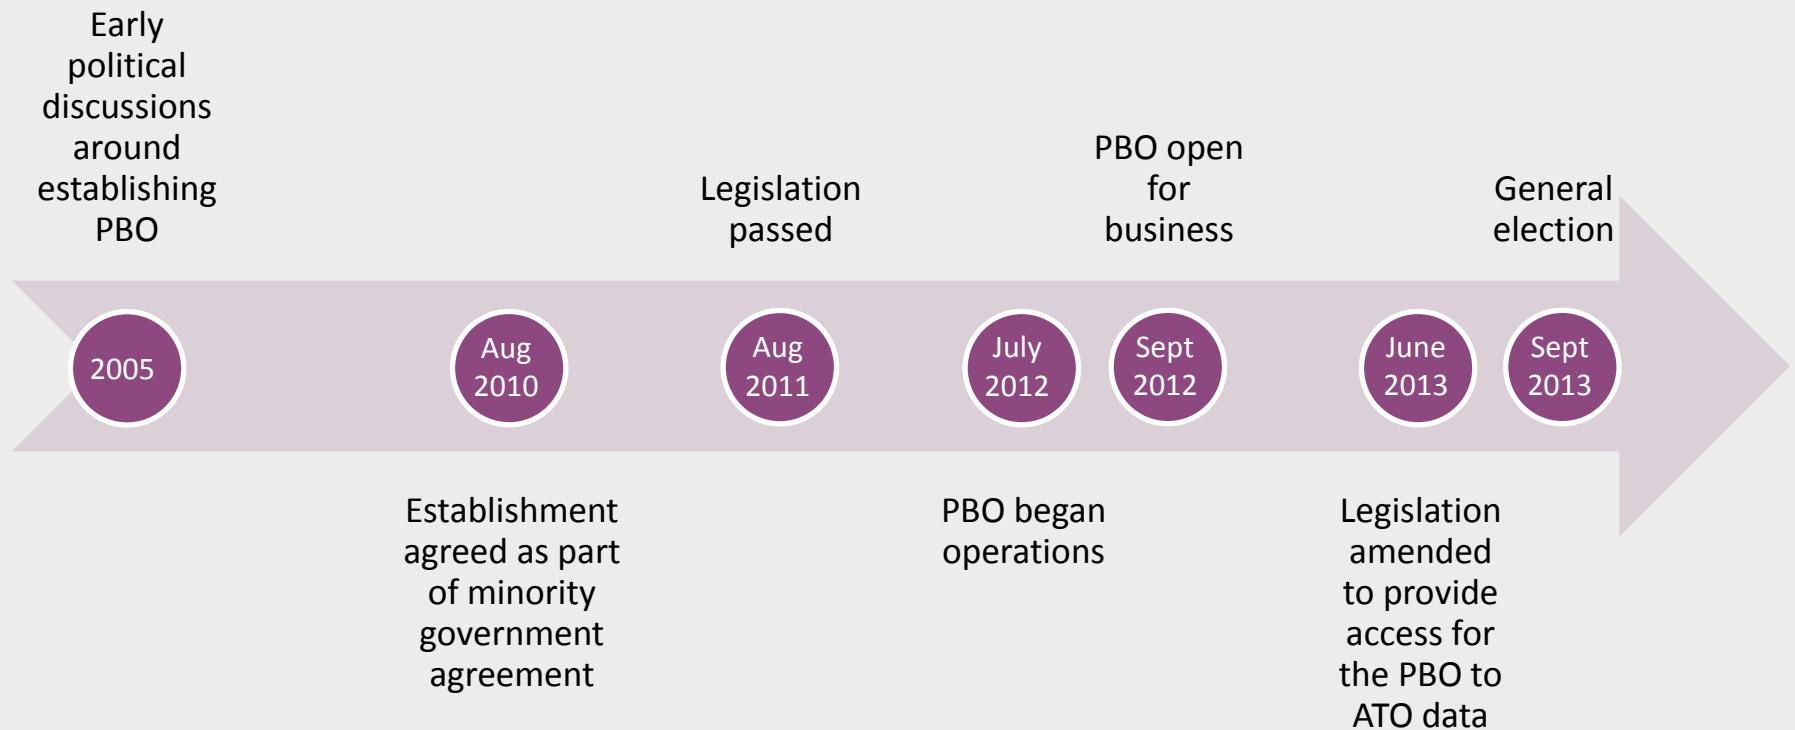 Early
political
discussions
around
establishing
PBO
Legislation
passed
PBO open
for
business
General
election
2005
Aug
2010
Aug
2011
July
2012
Sept
2012
June
2013
Sept
2013
Establishment
agreed as part
of minority
government
agreement
PBO began
operations
Legislation
amended
to provide
access for
the PBO to
ATO data